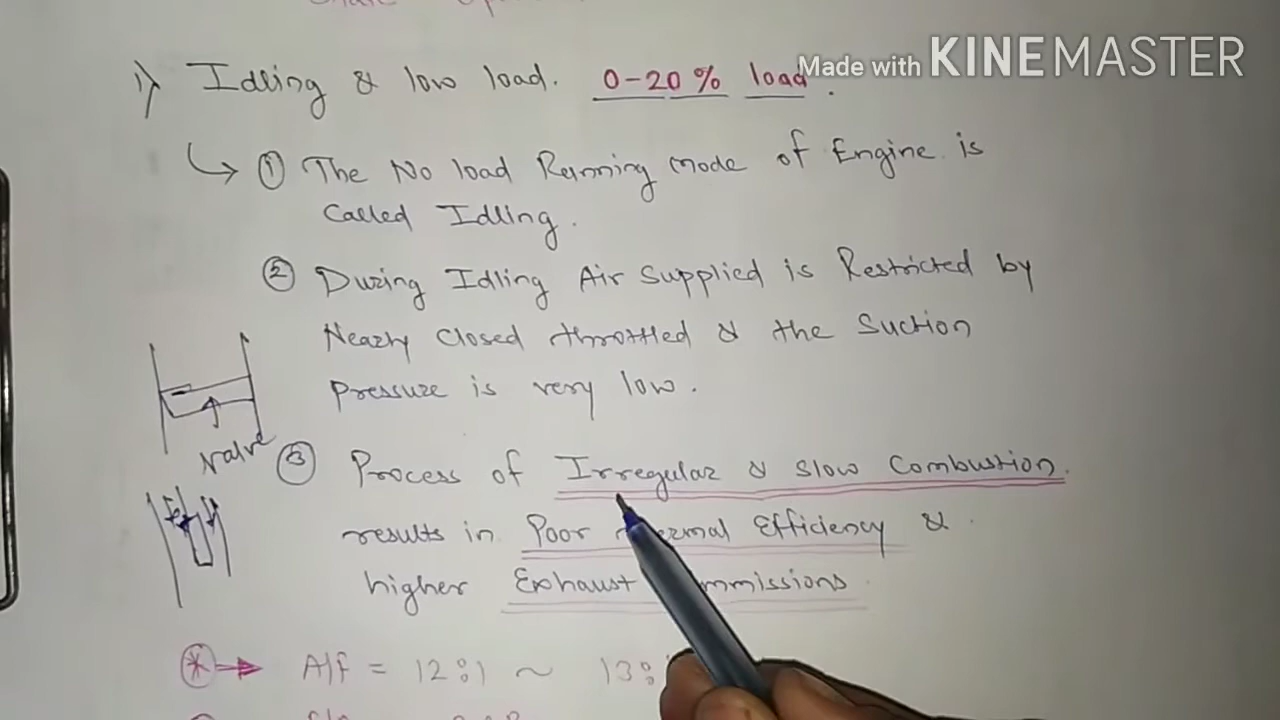 Made with KINEMASTER
i) Idling & low load. 0-20% load.
① The No load Running mode of Engine is
Called Idling.
② During Idling Air Supplied is Restricted by
Nearly Closed throttled & the Suction
Pressure is very low.
Valve
③ Process of Irregular & Slow Combustion.
results in Poor Thermal Efficiency &
higher Exhaust
A/f = 12:1 ~ 13: